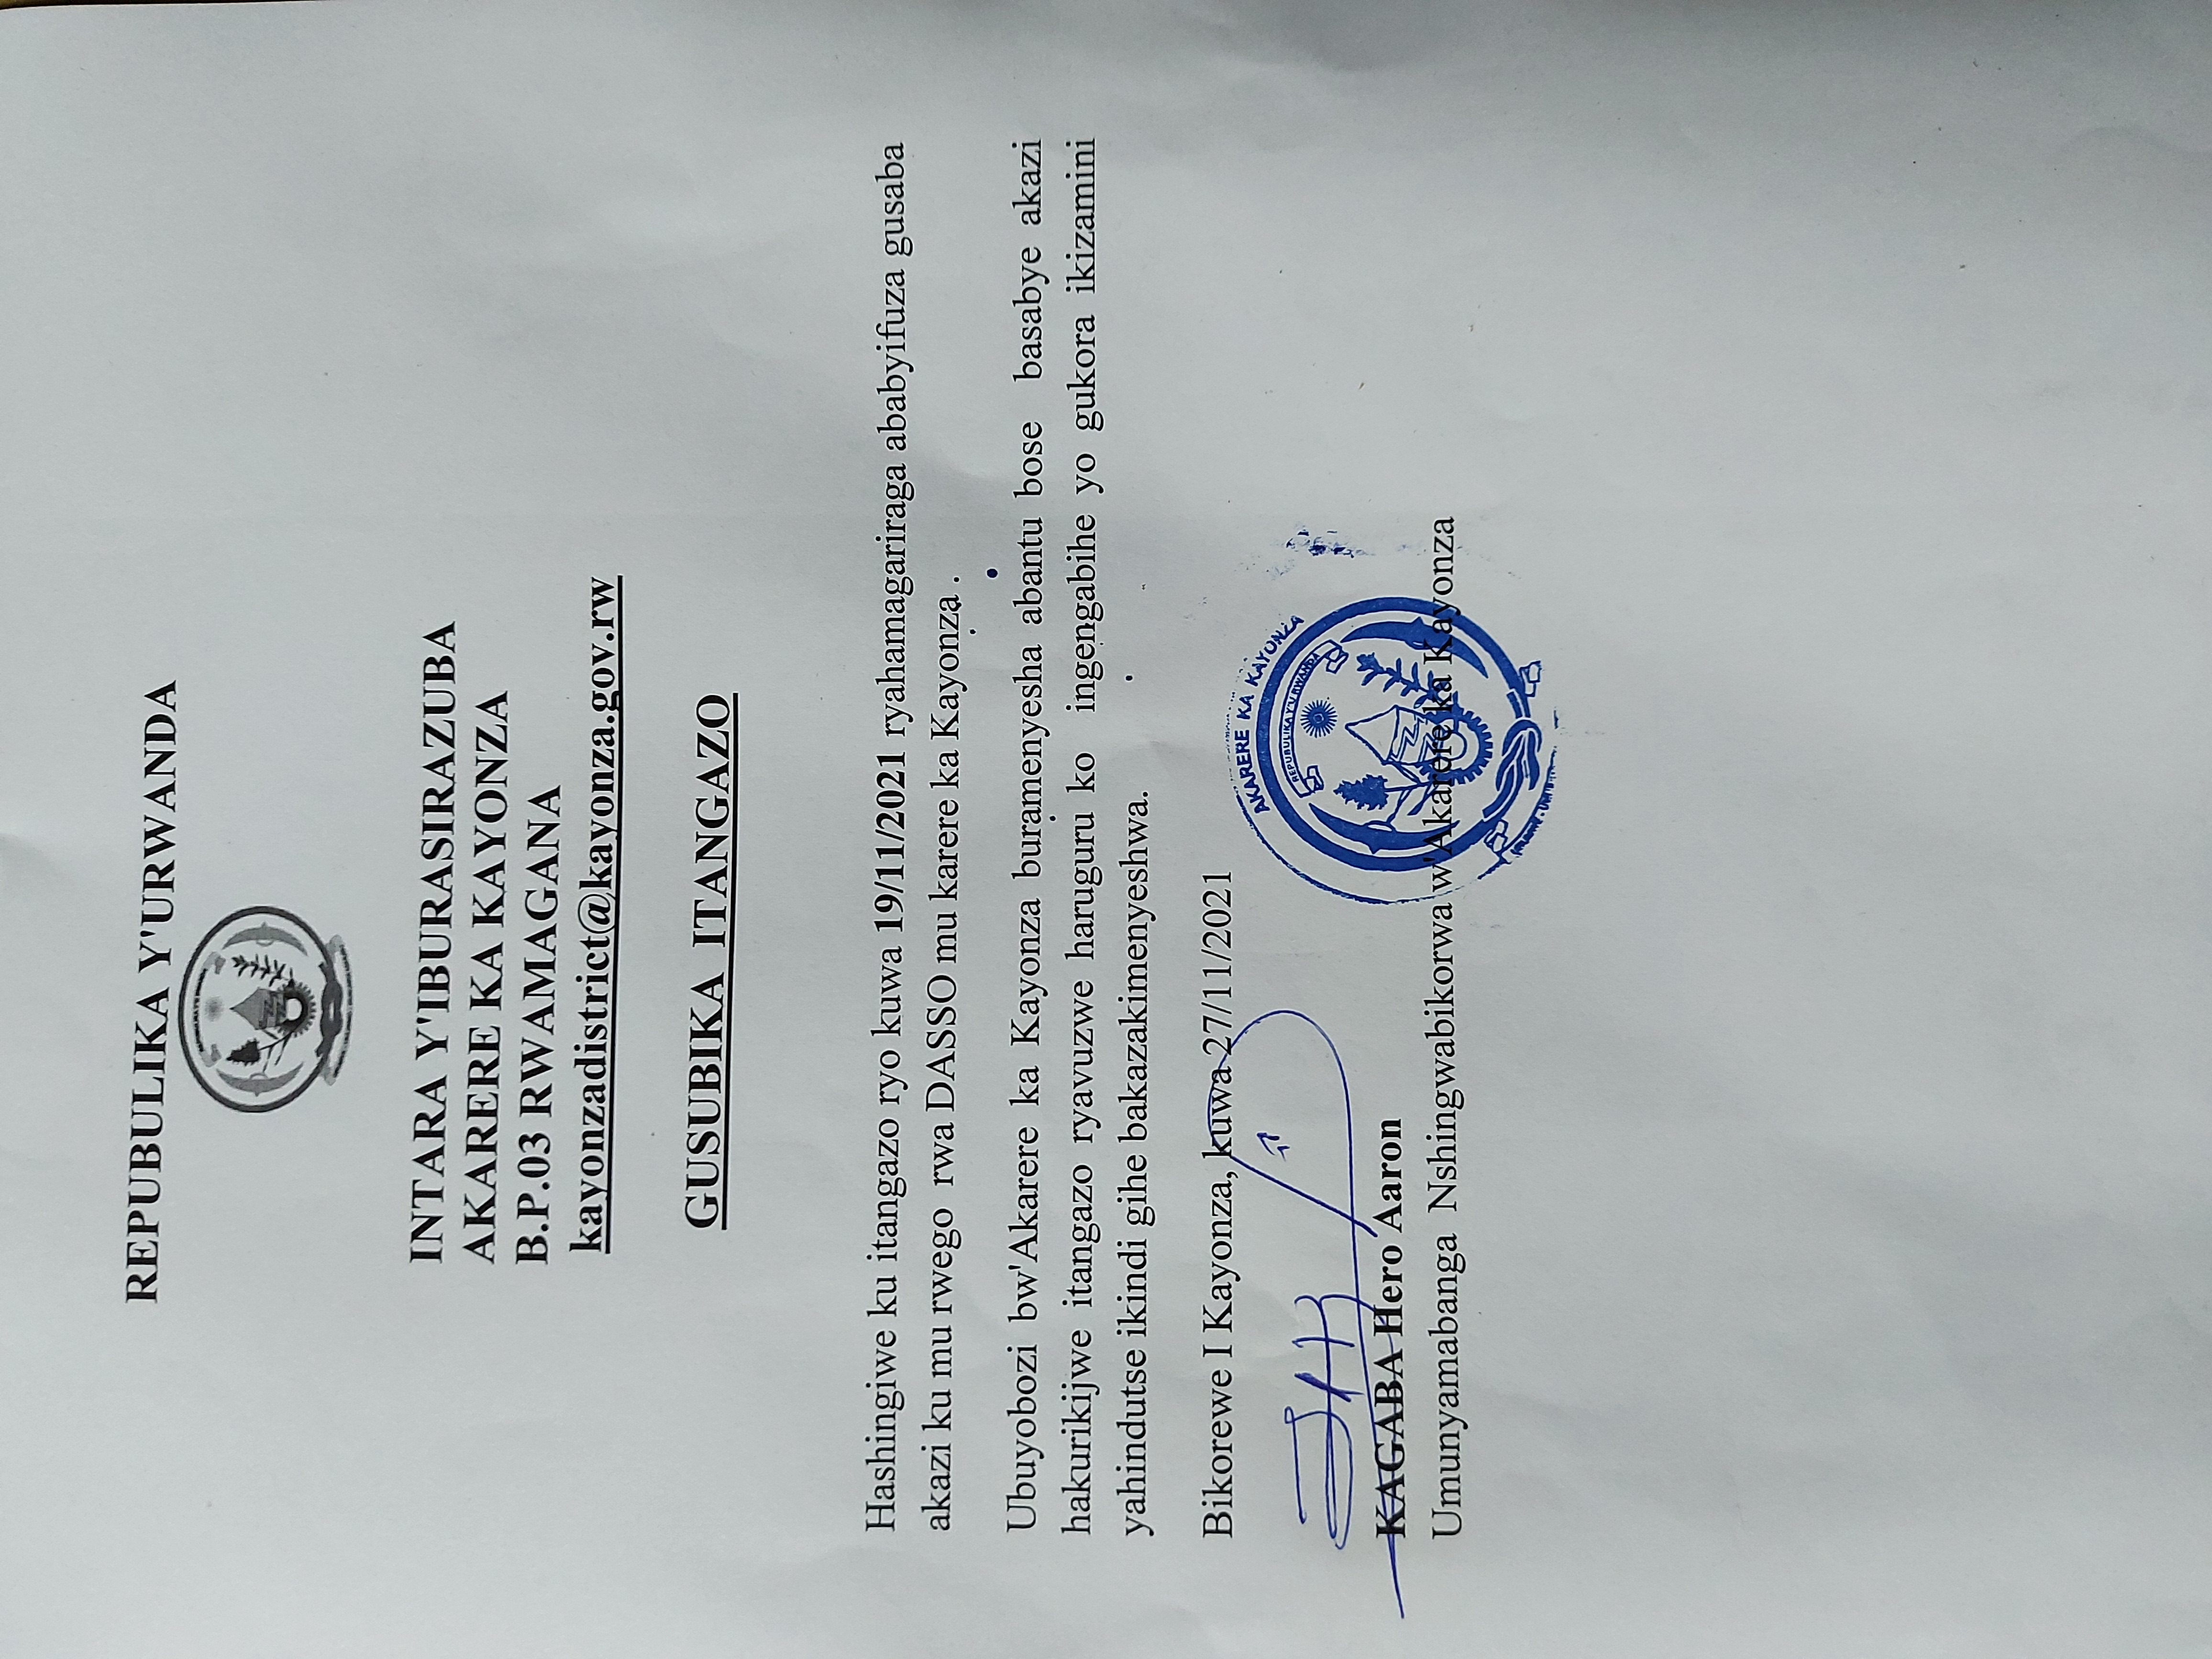 REPUBULIKA Y'URWANDA
INTARA Y'IBURASIRAZUBA
AKARERE KA KAYONZA
B.P.03 RWAMAGANA
kayonzadistrict@kayonza.gov.rw
GUSUBIKA ITANGAZO
Hashingiwe ku itangazo ryo kuwa 19/11/2021 ryahamagariraga ababyifuza gusaba
akazi ku mu rwego rwa DASSO mu karere ka Kayonza .
Ubuyobozi bw'Akarere ka Kayonza buramenyesha abantu bose basabye akazi
hakurikijwe itangazo ryavuzwe haruguru ko ingengabihe yo gukora ikizamini
yahindutse ikindi gihe bakazakimenyeshwa.
Bikorewe I Kayonza, kuwa 27/11/2021
AKARERE KA KAYONZA
REPUBULIKA Y'U RWANDA
KAGABA Hero Aaron
Umunyamabanga Nshingwabikorwa w'Akarere ka Kayonza